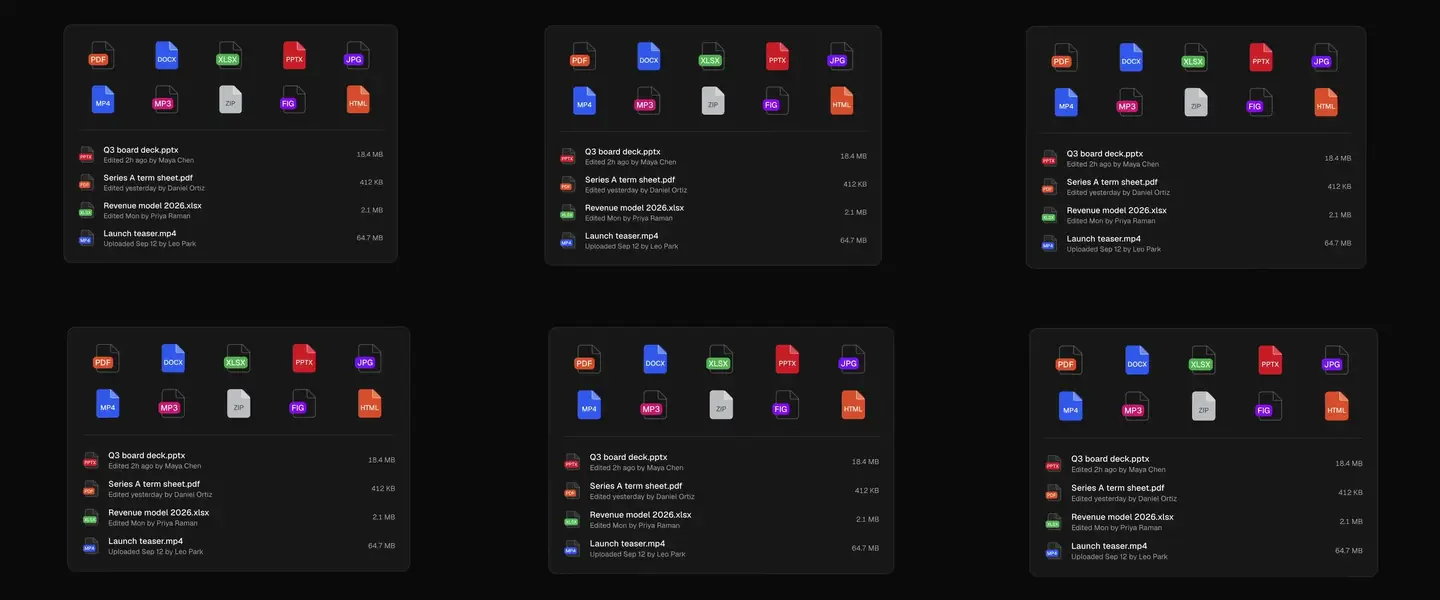 PDF DOCX XLSX PPTX JPG
MP4 MP3 ZIP FIG HTML
PPTX Q3 board deck.pptx 18.4 MB
Edited 2h ago by Maya Chen
PDF Series A term sheet.pdf 412 KB
Edited yesterday by Daniel Ortiz
XLSX Revenue model 2026.xlsx 2.1 MB
Edited Mon by Priya Raman
MP4 Launch teaser.mp4 64.7 MB
Uploaded Sep 12 by Leo Park
PDF DOCX XLSX PPTX JPG
MP4 MP3 ZIP FIG HTML
PPTX Q3 board deck.pptx 18.4 MB
Edited 2h ago by Maya Chen
PDF Series A term sheet.pdf 412 KB
Edited yesterday by Daniel Ortiz
XLSX Revenue model 2026.xlsx 2.1 MB
Edited Mon by Priya Raman
MP4 Launch teaser.mp4 64.7 MB
Uploaded Sep 12 by Leo Park
PDF DOCX XLSX PPTX JPG
MP4 MP3 ZIP FIG HTML
PPTX Q3 board deck.pptx 18.4 MB
Edited 2h ago by Maya Chen
PDF Series A term sheet.pdf 412 KB
Edited yesterday by Daniel Ortiz
XLSX Revenue model 2026.xlsx 2.1 MB
Edited Mon by Priya Raman
MP4 Launch teaser.mp4 64.7 MB
Uploaded Sep 12 by Leo Park
PDF DOCX XLSX PPTX JPG
MP4 MP3 ZIP FIG HTML
PPTX Q3 board deck.pptx 18.4 MB
Edited 2h ago by Maya Chen
PDF Series A term sheet.pdf 412 KB
Edited yesterday by Daniel Ortiz
XLSX Revenue model 2026.xlsx 2.1 MB
Edited Mon by Priya Raman
MP4 Launch teaser.mp4 64.7 MB
Uploaded Sep 12 by Leo Park
PDF DOCX XLSX PPTX JPG
MP4 MP3 ZIP FIG HTML
PPTX Q3 board deck.pptx 18.4 MB
Edited 2h ago by Maya Chen
PDF Series A term sheet.pdf 412 KB
Edited yesterday by Daniel Ortiz
XLSX Revenue model 2026.xlsx 2.1 MB
Edited Mon by Priya Raman
MP4 Launch teaser.mp4 64.7 MB
Uploaded Sep 12 by Leo Park
PDF DOCX XLSX PPTX JPG
MP4 MP3 ZIP FIG HTML
PPTX Q3 board deck.pptx 18.4 MB
Edited 2h ago by Maya Chen
PDF Series A term sheet.pdf 412 KB
Edited yesterday by Daniel Ortiz
XLSX Revenue model 2026.xlsx 2.1 MB
Edited Mon by Priya Raman
MP4 Launch teaser.mp4 64.7 MB
Uploaded Sep 12 by Leo Park